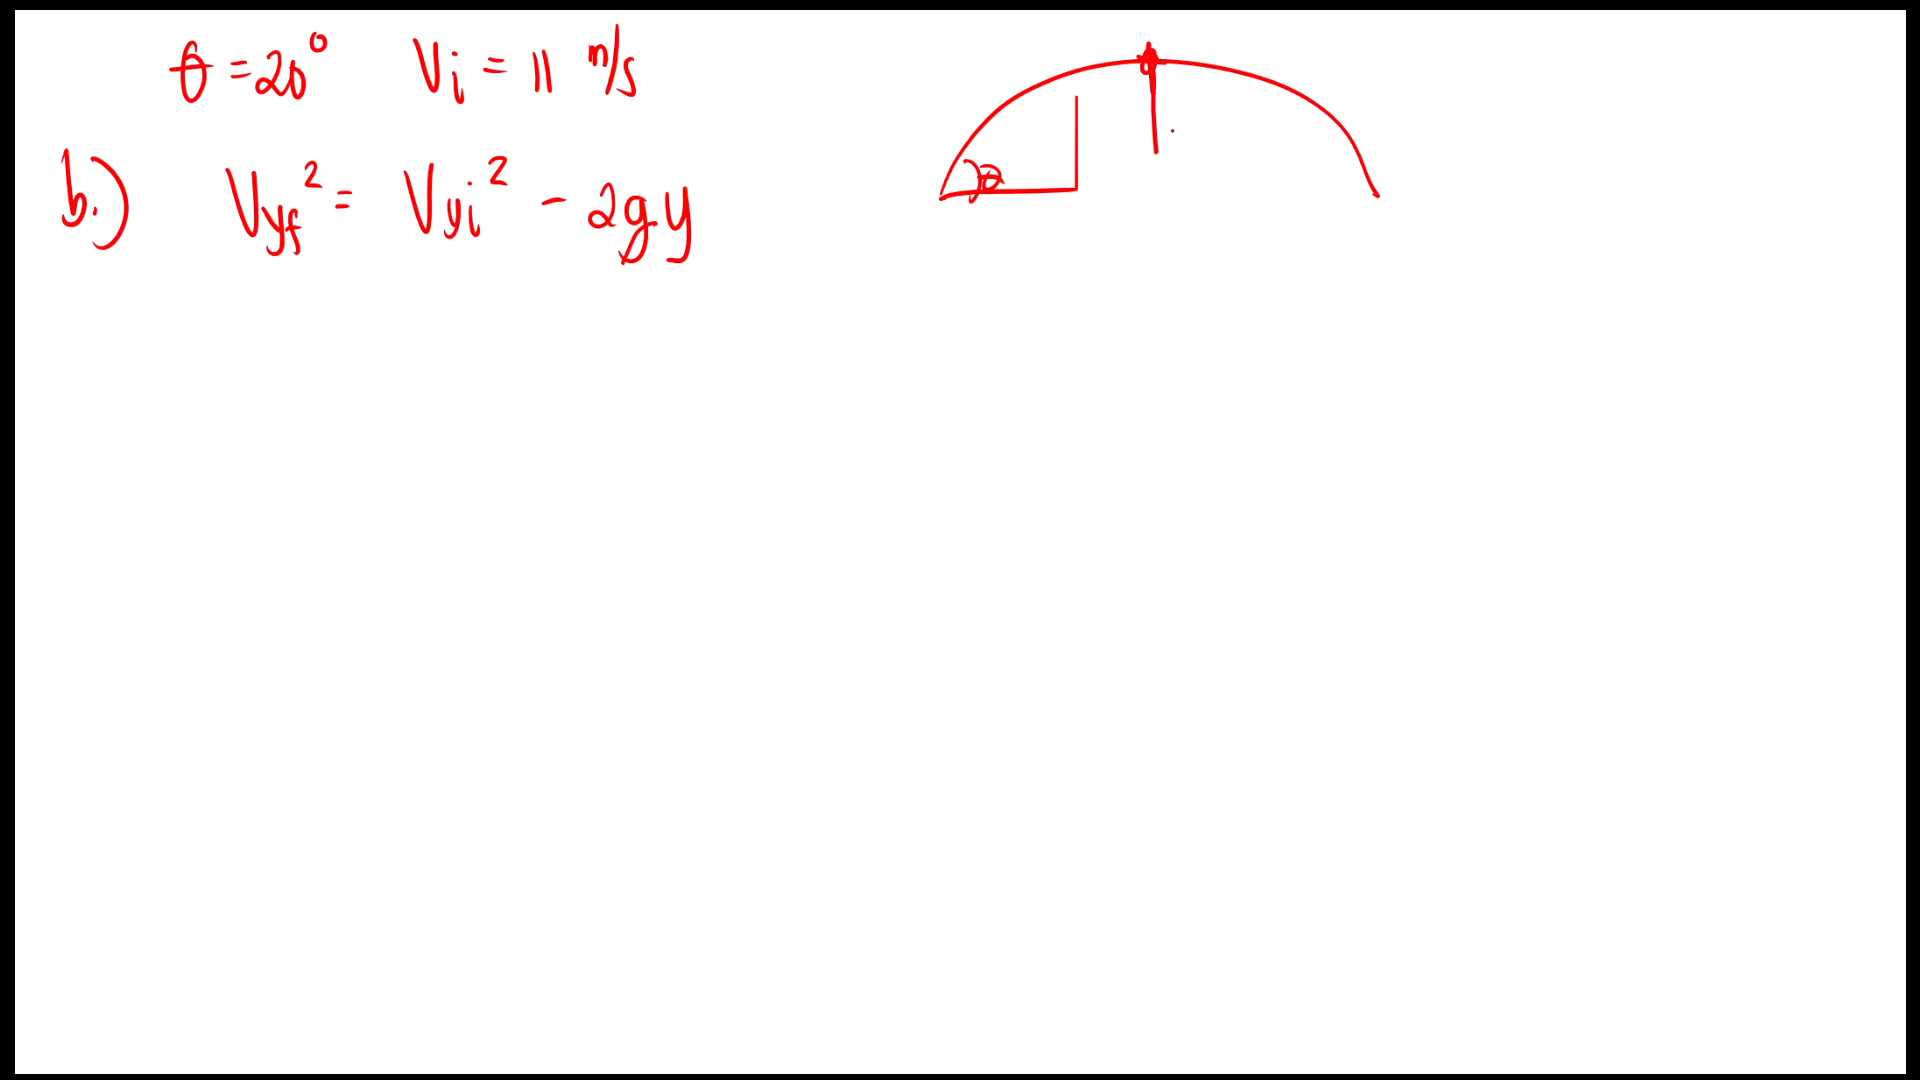 θ = 20° Vi = 11 m/s
b.) Vyf² = Vyi² - 2gy
θ